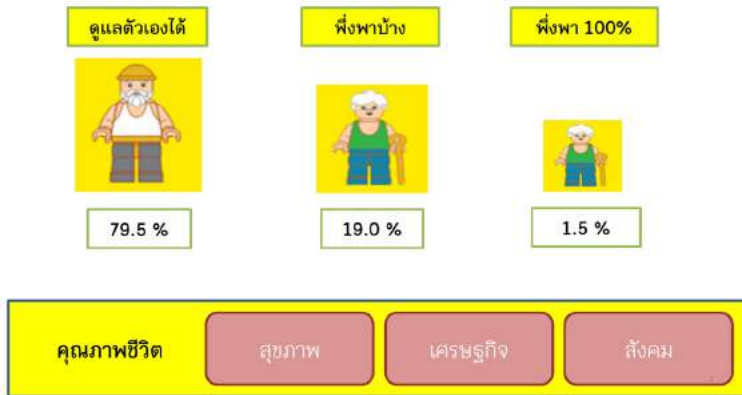 ดูแลตัวเองได้ พึ่งพาบ้าง พึ่งพา 100%
79.5 % 19.0 % 1.5 %
คุณภาพชีวิต สุขภาพ เศรษฐกิจ สังคม